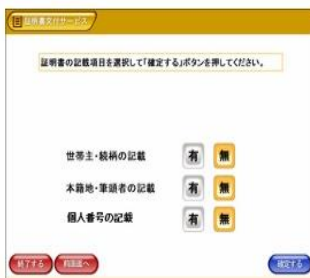 証明書交付サービス
証明書の記載項目を選択して「確定する」ボタンを押してください。
世帯主・続柄の記載 有 無
本籍地・筆頭者の記載 有 無
個人番号の記載 有 無
終了する 前画面へ 確定する